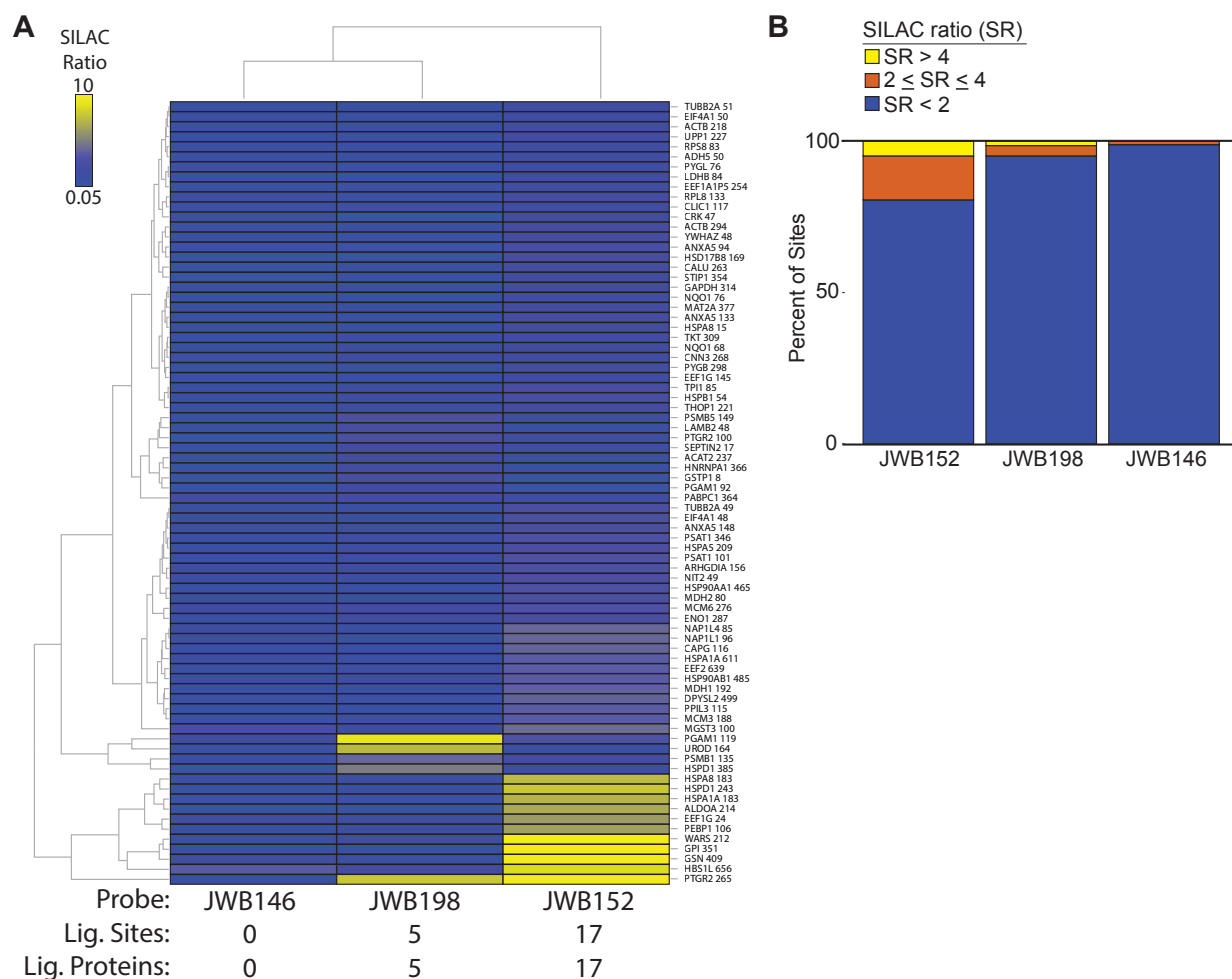 A
SILAC
Ratio
10
0.05
TUBB2A 51
EIF4A1 50
ACTB 218
UPP1 227
RPS8 83
ADH5 50
PYGL 76
LDHB 84
EEF1A1P5 254
RPL8 133
CLIC1 117
CRK 47
ACTB 294
YWHAZ 48
ANXA5 94
HSD17B8 169
CALU 263
STIP1 354
GAPDH 314
NQO1 76
MAT2A 377
ANXA5 133
HSPA8 15
TKT 309
NQO1 68
CNN3 268
PYGB 298
EEF1G 145
TPI1 85
HSPB1 54
THOP1 221
PSMB5 149
LAMB2 48
PTGR2 100
SEPTIN2 17
ACAT2 237
HNRNPA1 366
GSTP1 8
PGAM1 92
PABPC1 364
TUBB2A 49
EIF4A1 48
ANXA5 148
PSAT1 346
HSPA5 209
PSAT1 101
ARHGDIA 156
NIT2 49
HSP90AA1 465
MDH2 80
MCM6 276
ENO1 287
NAP1L4 85
NAP1L1 96
CAPG 116
HSPA1A 611
EEF2 639
HSP90AB1 485
MDH1 192
DPYSL2 499
PPIL3 115
MCM3 188
MGST3 100
PGAM1 119
UROD 164
PSMB1 135
HSPD1 385
HSPA8 183
HSPD1 243
HSPA1A 183
ALDOA 214
EEF1G 24
PEBP1 106
WARS 212
GPI 351
GSN 409
HBS1L 656
PTGR2 265
Probe: JWB146 JWB198 JWB152
Lig. Sites: 0 5 17
Lig. Proteins: 0 5 17
B
SILAC ratio (SR)
SR > 4
2 ≤ SR ≤ 4
SR < 2
100
50
0
Percent of Sites
JWB152 JWB198 JWB146